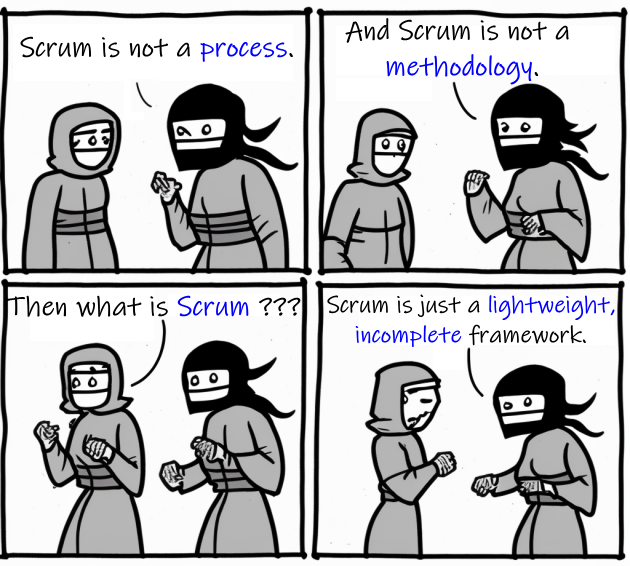 Scrum is not a process.
And Scrum is not a
methodology.
Then what is Scrum ???
Scrum is just a lightweight,
incomplete framework.